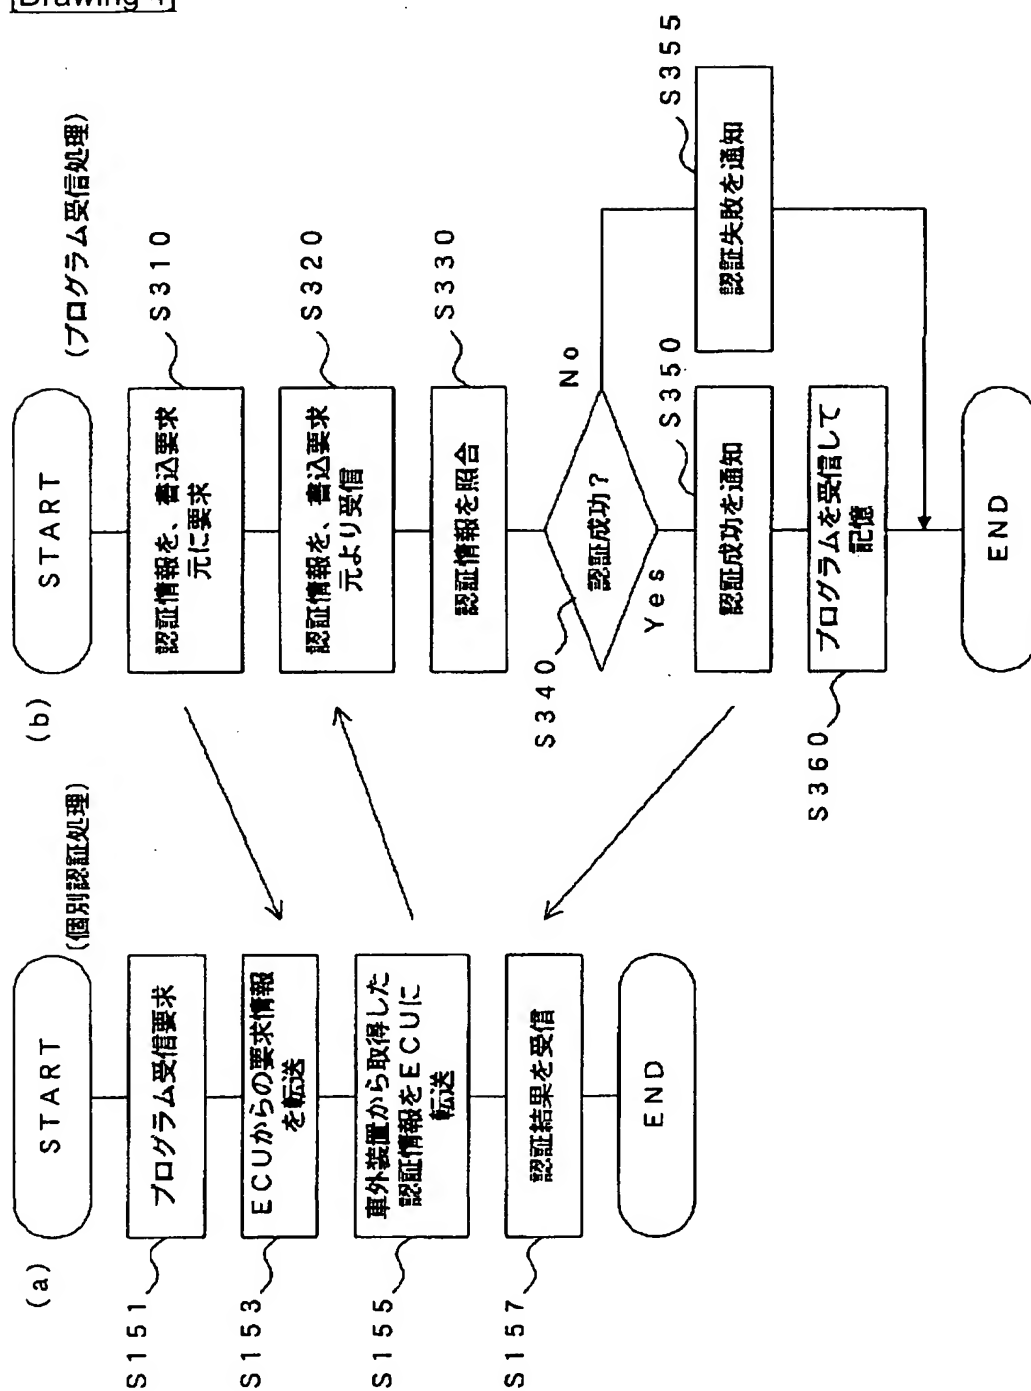 (a)
START
(個別認証処理)
S151
プログラム受信要求
S153
ECUからの要求情報
を転送
S155
車外装置から取得した
認証情報をECUに
転送
S157
認証結果を受信
END
(b)
START
(プログラム受信処理)
認証情報を、書込要求
元に要求
S310
認証情報を、書込要求
元より受信
S320
認証情報を照合
S330
S340
認証成功?
No
Yes
認証成功を通知
S350
認証失敗を通知
S355
S360
プログラムを受信して
記憶
END